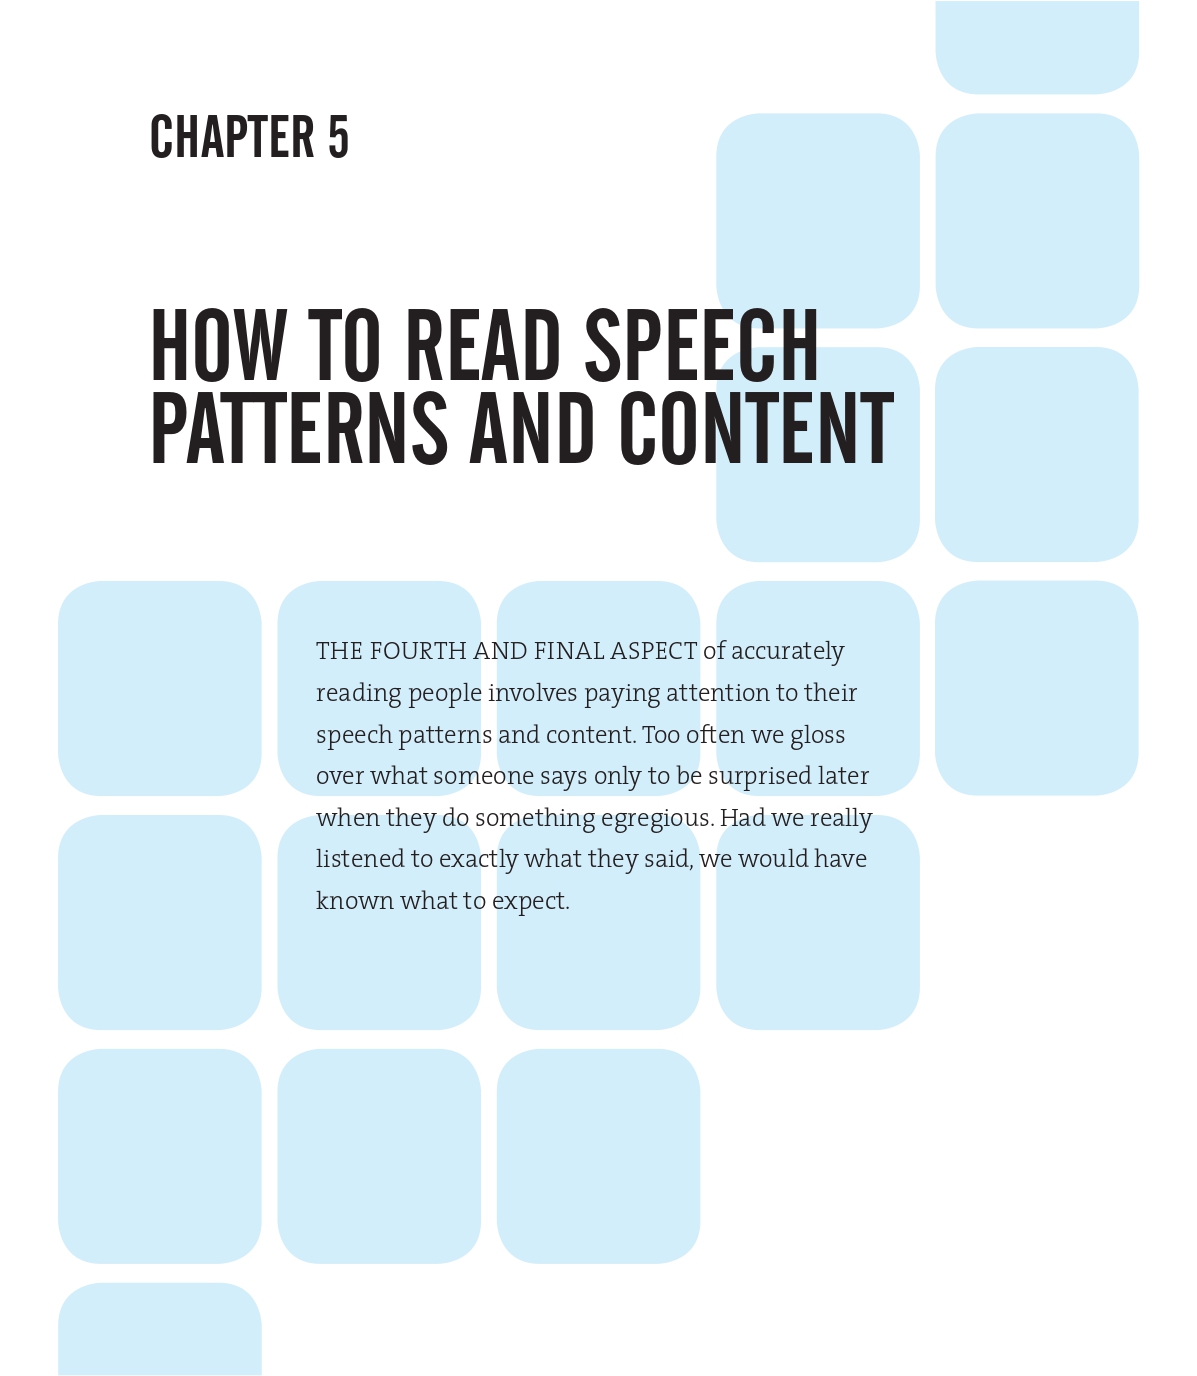 CHAPTER 5
HOW TO READ SPEECH
PATTERNS AND CONTENT
THE FOURTH AND FINAL ASPECT of accurately
reading people involves paying attention to their
speech patterns and content. Too often we gloss
over what someone says only to be surprised later
when they do something egregious. Had we really
listened to exactly what they said, we would have
known what to expect.